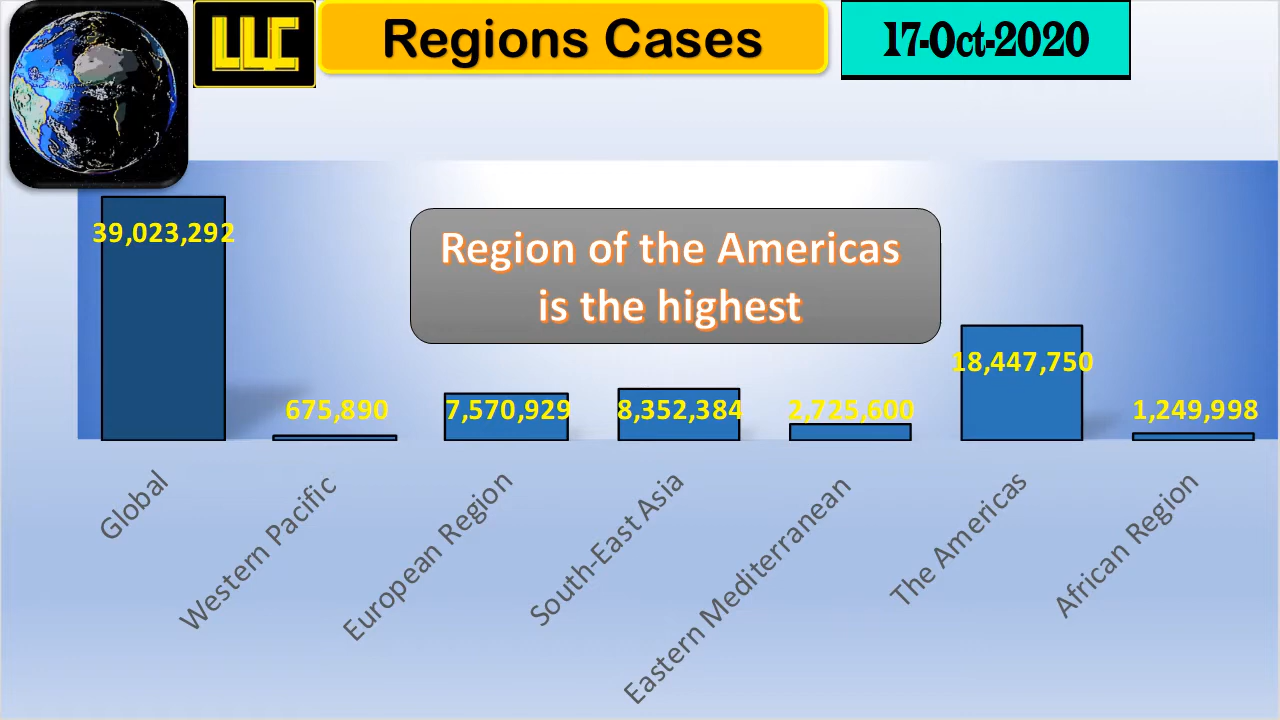 LLC
Regions Cases
17-Oct-2020
Region of the Americas
is the highest
39,023,292
675,890
7,570,929
8,352,384
2,725,600
18,447,750
1,249,998
Global
Western Pacific
European Region
South-East Asia
Eastern Mediterranean
The Americas
African Region